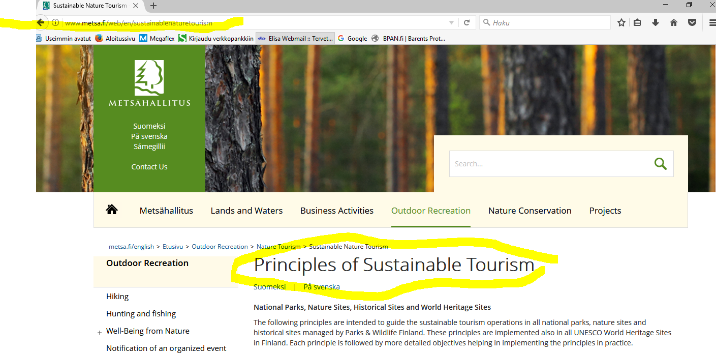 Sustainable Nature Tourism
www.metsa.fi/web/en/sustainablenaturetourism
Haku
Useimmin avatut Aloitussivu Megaflex Kirjaudu verkkopankkiin Elisa Webmail :: Tervet... Google BPAN.fi | Barents Prot...
METSÄHALLITUS
Suomeksi
På svenska
Sámegillii
Contact Us
Search...
Metsähallitus Lands and Waters Business Activities Outdoor Recreation Nature Conservation Projects
metsa.fi/english > Etusivu > Outdoor Recreation > Nature Tourism > Sustainable Nature Tourism
Outdoor Recreation
Principles of Sustainable Tourism
Suomeksi | På svenska
Hiking
Hunting and fishing
+ Well-Being from Nature
Notification of an organized event
National Parks, Nature Sites, Historical Sites and World Heritage Sites
The following principles are intended to guide the sustainable tourism operations in all national parks, nature sites and
historical sites managed by Parks & Wildlife Finland. These principles are implemented also in all UNESCO World Heritage Sites
in Finland. Each principle is followed by more detailed objectives helping in implementing the principles in practice.